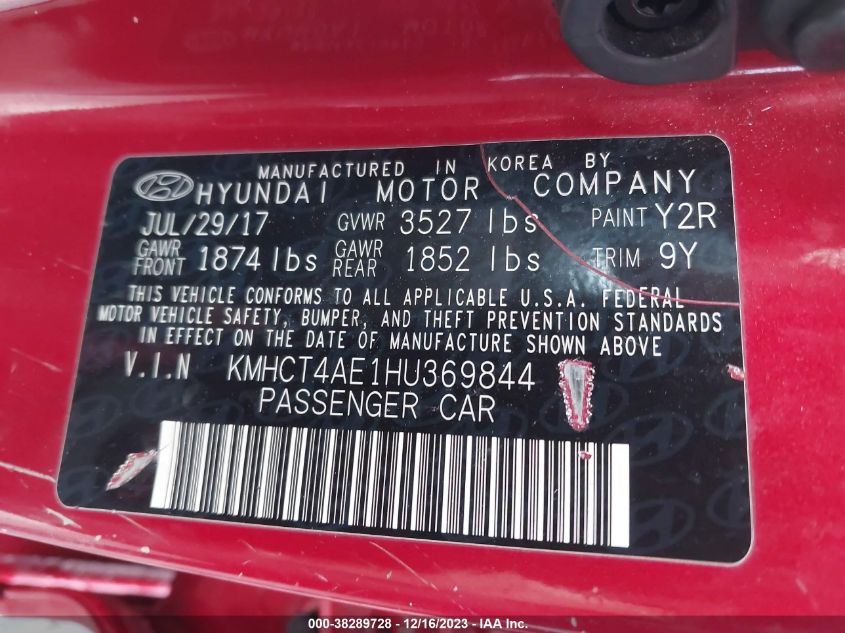 MANUFACTURED IN KOREA BY
HYUNDAI MOTOR COMPANY
JUL/29/17 GVWR 3527 lbs PAINT Y2R
GAWR FRONT 1874 lbs GAWR REAR 1852 lbs TRIM 9Y
THIS VEHICLE CONFORMS TO ALL APPLICABLE U.S.A. FEDERAL
MOTOR VEHICLE SAFETY, BUMPER, AND THEFT PREVENTION STANDARDS
IN EFFECT ON THE DATE OF MANUFACTURE SHOWN ABOVE
V.I.N KMHCT4AE1HU369844
PASSENGER CAR
000-38289728 - 12/16/2023 - IAAI.com